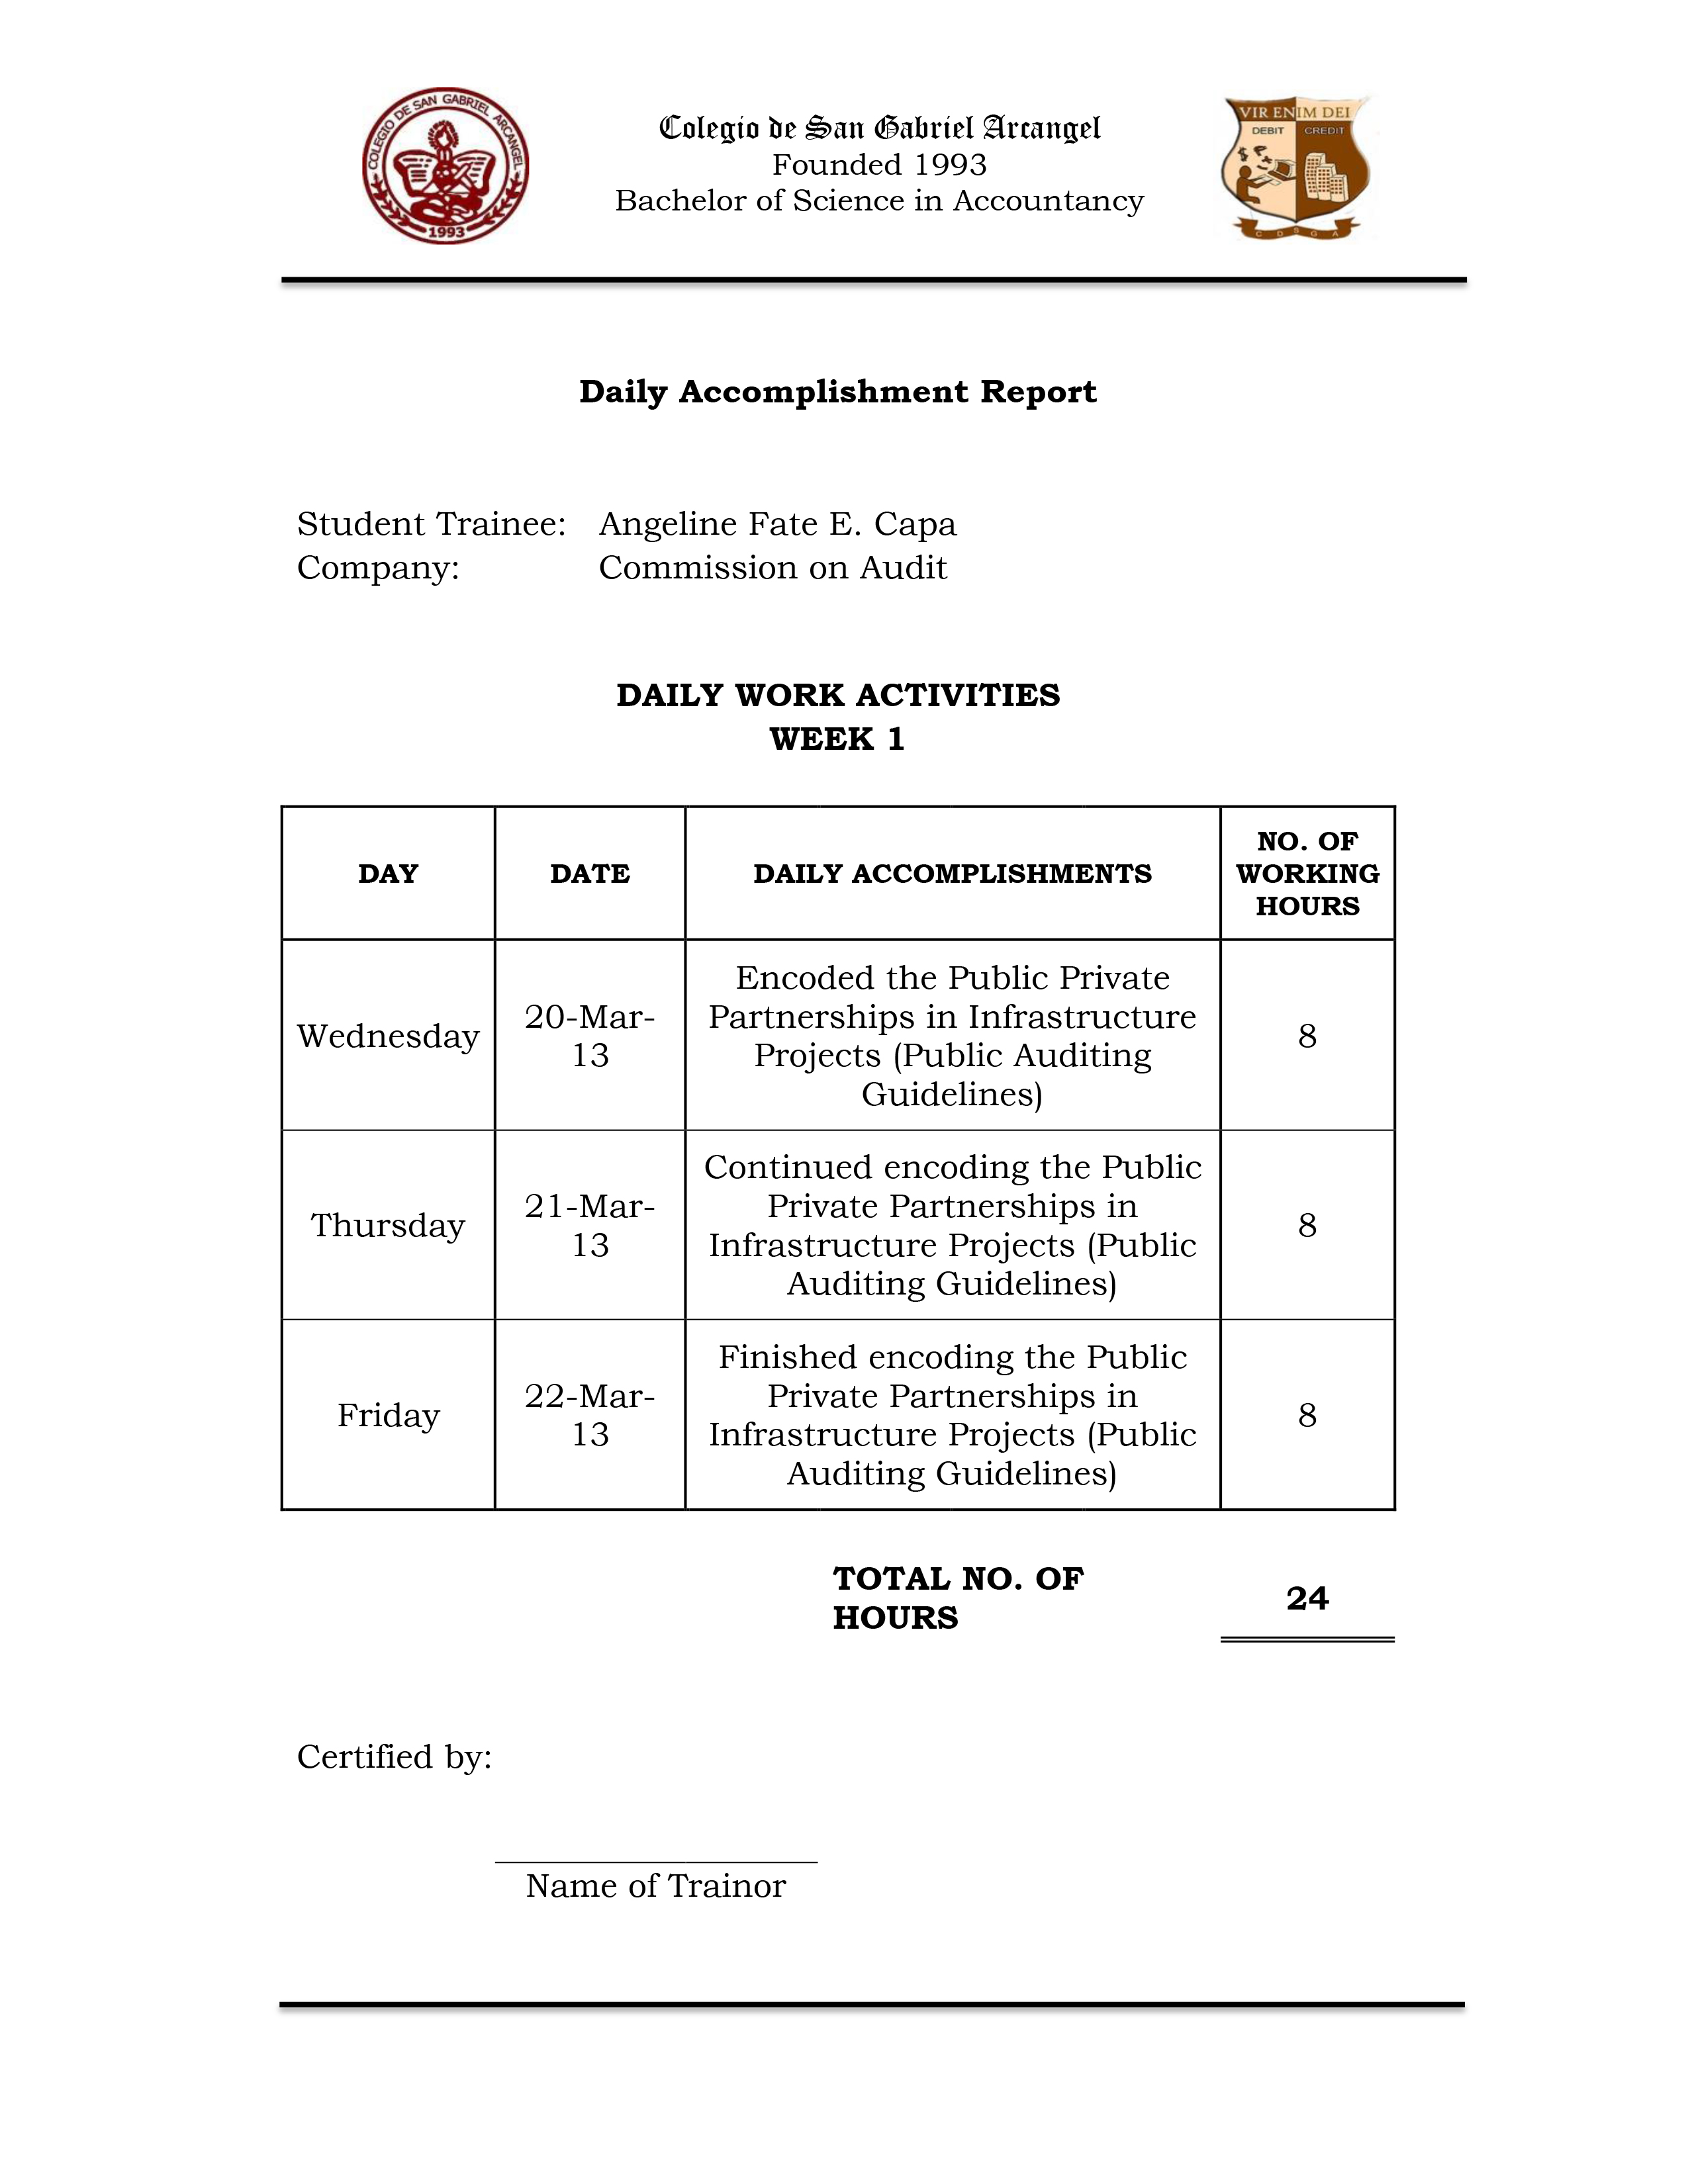 COLEGIO DE SAN GABRIEL ARCANGEL
1993
Colegio de San Gabriel Arcangel
Founded 1993
Bachelor of Science in Accountancy
VIR ENIM DEI
DEBIT CREDIT
C D S G A
Daily Accomplishment Report
Student Trainee: Angeline Fate E. Capa
Company: Commission on Audit
DAILY WORK ACTIVITIES
WEEK 1
DAY
DATE
DAILY ACCOMPLISHMENTS
NO. OF
WORKING
HOURS
Wednesday
20-Mar-
13
Encoded the Public Private
Partnerships in Infrastructure
Projects (Public Auditing
Guidelines)
8
Thursday
21-Mar-
13
Continued encoding the Public
Private Partnerships in
Infrastructure Projects (Public
Auditing Guidelines)
8
Friday
22-Mar-
13
Finished encoding the Public
Private Partnerships in
Infrastructure Projects (Public
Auditing Guidelines)
8
TOTAL NO. OF
HOURS
24
Certified by:
Name of Trainor